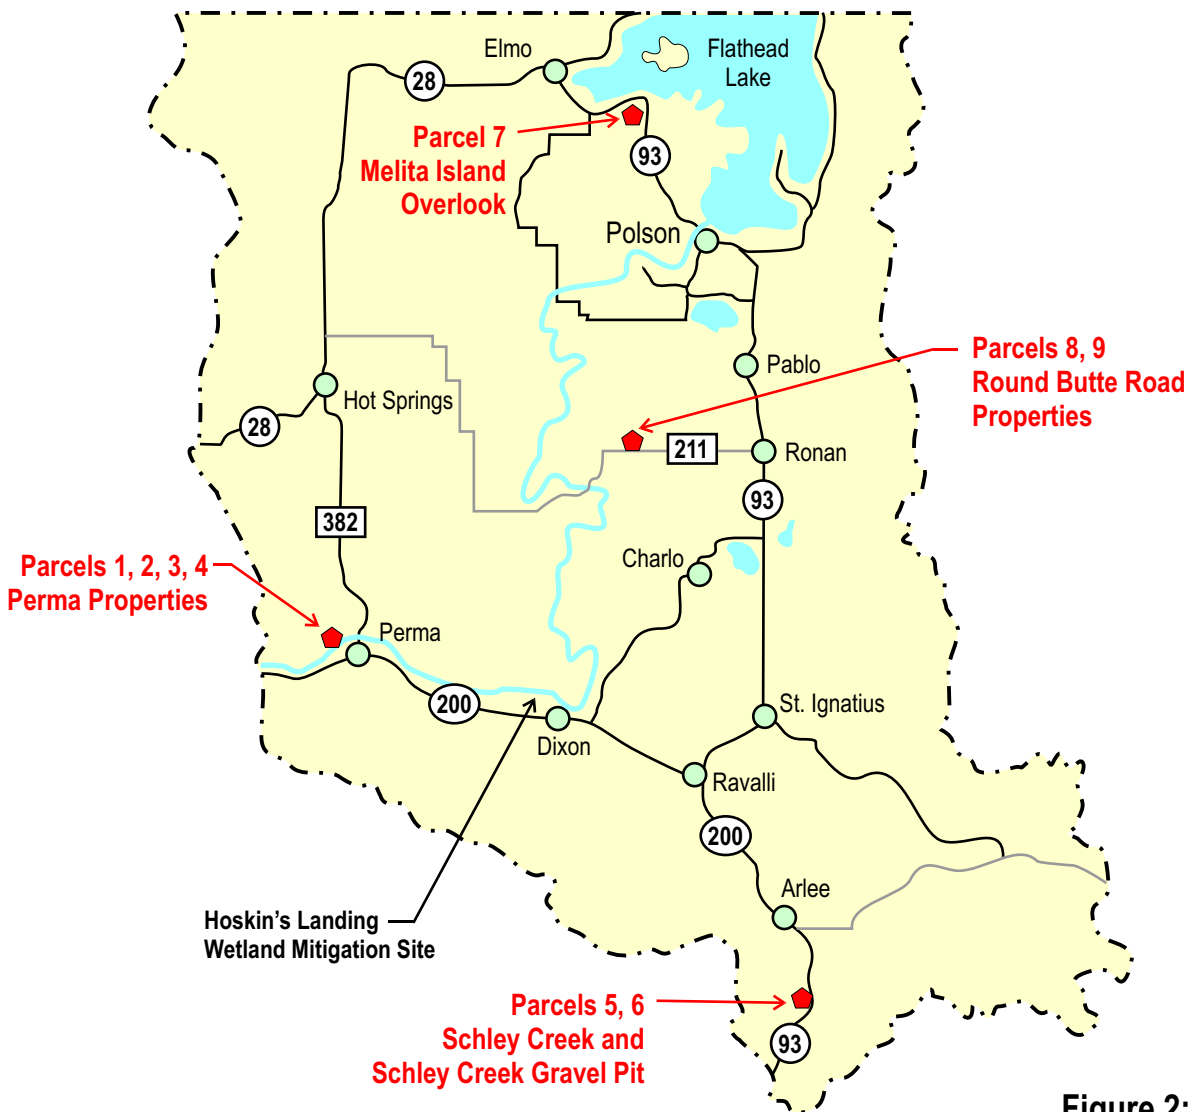 Elmo
Flathead
Lake
28
Parcel 7
Melita Island
Overlook
93
Polson
Pablo
Parcels 8, 9
Round Butte Road
Properties
Hot Springs
28
211
Ronan
93
382
Charlo
Parcels 1, 2, 3, 4
Perma Properties
Perma
200
St. Ignatius
Dixon
Ravalli
200
Arlee
Hoskin's Landing
Wetland Mitigation Site
Parcels 5, 6
Schley Creek and
Schley Creek Gravel Pit
93
Figure 2: